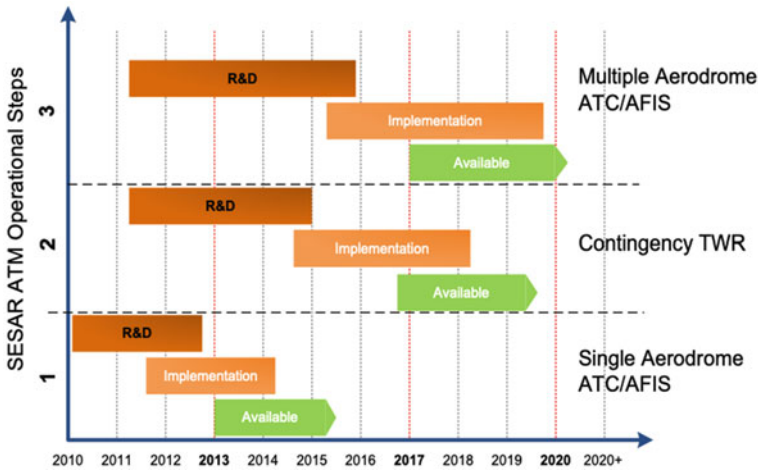 SESAR ATM Operational Steps
3
R&D
Implementation
Available
Multiple Aerodrome
ATC/AFIS
2
R&D
Implementation
Available
Contingency TWR
1
R&D
Implementation
Available
Single Aerodrome
ATC/AFIS
2010 2011 2012 2013 2014 2015 2016 2017 2018 2019 2020 2020+